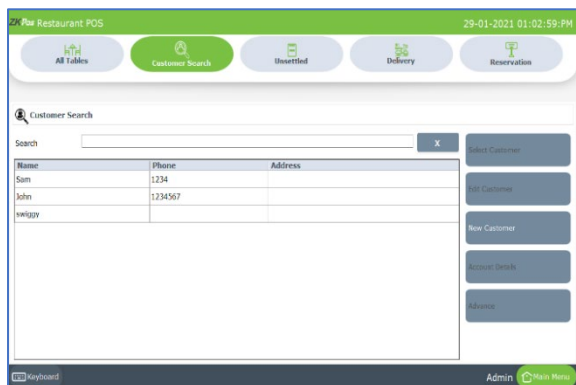 ZKPos Restaurant POS 29-01-2021 01:02:59:PM
All Tables Customer Search Unsettled Delivery Reservation
Customer Search
Search X
Name Phone Address
Sam 1234
John 1234567
swiggy
Select Customer
Edit Customer
New Customer
Account Details
Advance
Keyboard Admin Main Menu